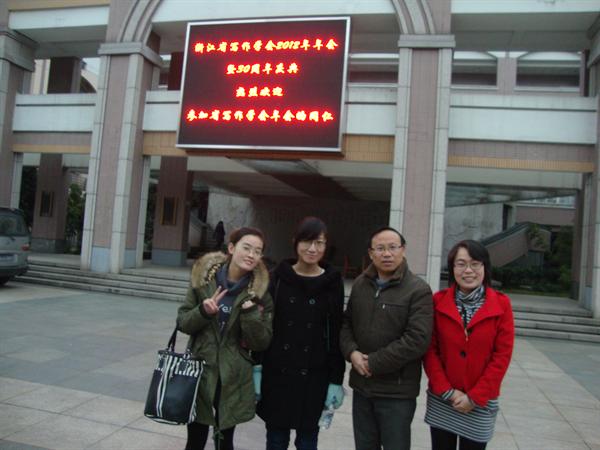 浙江省写作学会2012年年会
暨30周年庆典
热烈欢迎
参加省写作学会年会的同仁